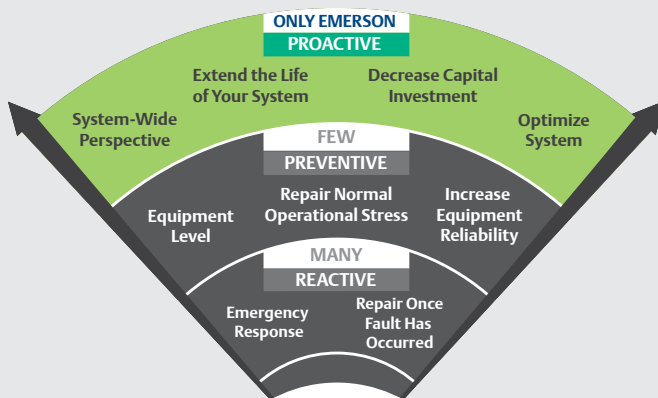 ONLY EMERSON
PROACTIVE
Extend the Life
of Your System
Decrease Capital
Investment
System-Wide
Perspective
Optimize
System
FEW
PREVENTIVE
Equipment
Level
Repair Normal
Operational Stress
Increase
Equipment
Reliability
MANY
REACTIVE
Emergency
Response
Repair Once
Fault Has
Occurred